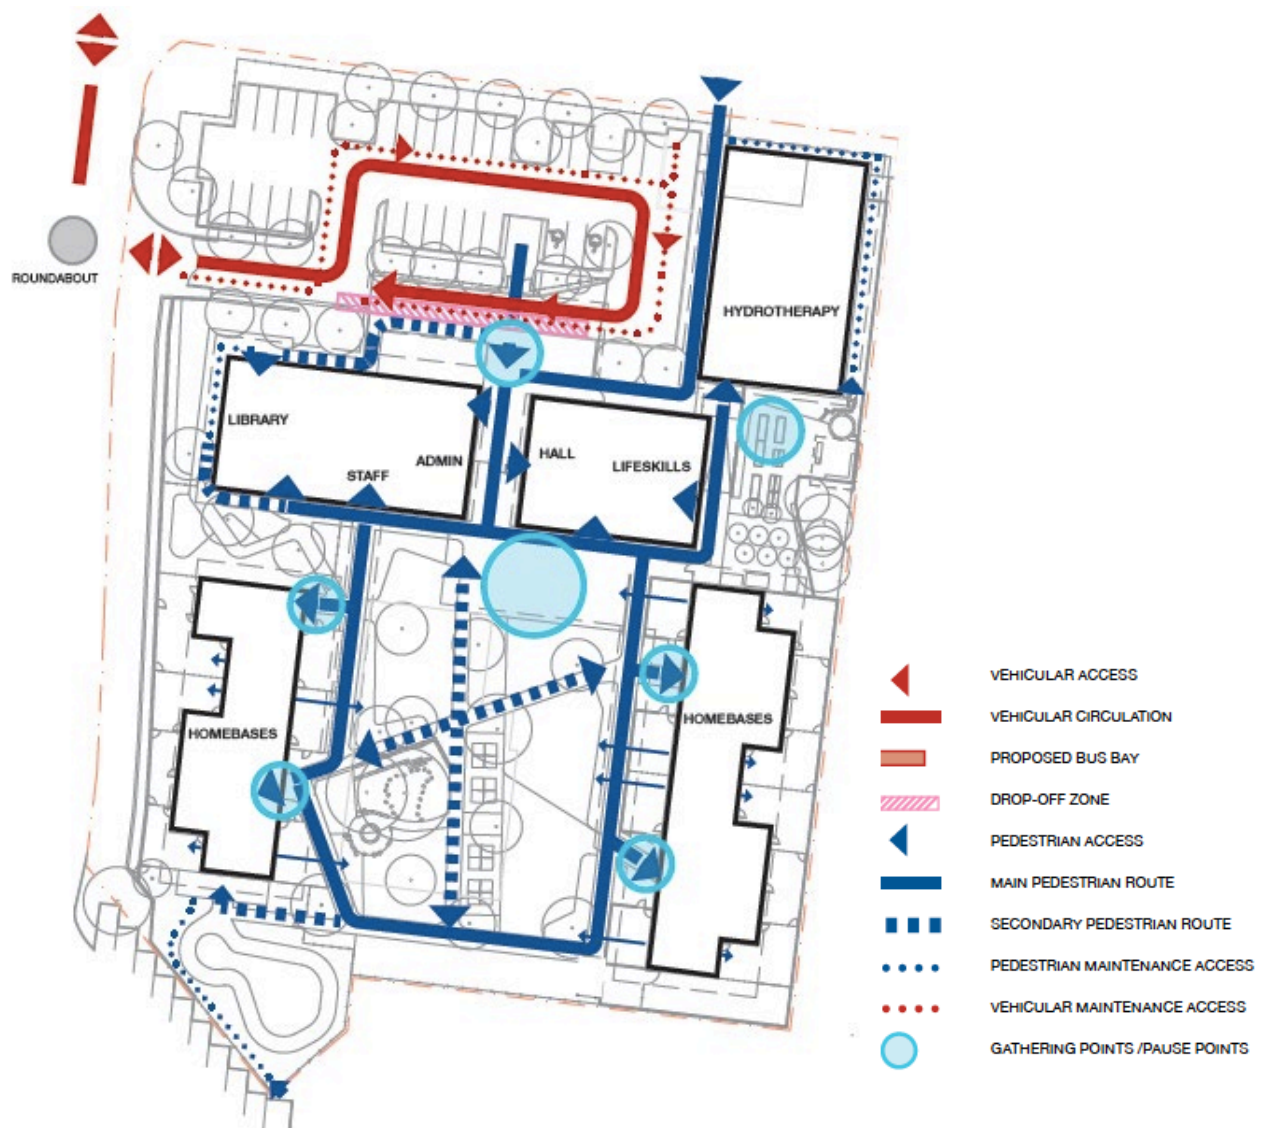 ROUNDABOUT
HYDROTHERAPY
LIBRARY
STAFF
ADMIN
HALL
LIFESKILLS
HOMEBASES
HOMEBASES
VEHICULAR ACCESS
VEHICULAR CIRCULATION
PROPOSED BUS BAY
DROP-OFF ZONE
PEDESTRIAN ACCESS
MAIN PEDESTRIAN ROUTE
SECONDARY PEDESTRIAN ROUTE
PEDESTRIAN MAINTENANCE ACCESS
VEHICULAR MAINTENANCE ACCESS
GATHERING POINTS /PAUSE POINTS